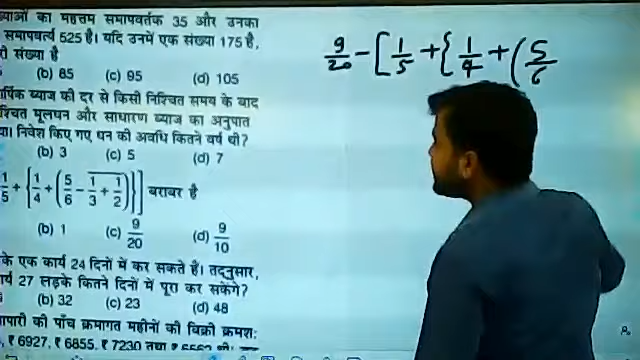 ख्याओं का महत्तम समापवर्तक 35 और उनका
समापवर्त्य 525 है। यदि उनमें एक संख्या 175 है,
री संख्या है
(b) 85 (c) 95 (d) 105
र्षिक ब्याज की दर से किसी निश्चित समय के बाद
श्चित मूलधन और साधारण ब्याज का अनुपात
या। निवेश किए गए धन की अवधि कितने वर्ष थी?
(b) 3 (c) 5 (d) 7
1/5 + {1/4 + (5/6 − 1/3 + 1/2)}] बराबर है
(b) 1 (c) 9/20 (d) 9/10
के एक कार्य 24 दिनों में कर सकते हैं। तद्नुसार,
र्य 27 लड़के कितने दिनों में पूरा कर सकेंगे?
(b) 32 (c) 23 (d) 48
ापारी की पाँच क्रमागत महीनों की बिक्री क्रमशः
, ₹ 6927, ₹ 6855, ₹ 7230 तथा
9/20 − [1/5 + {1/4 + (5/6